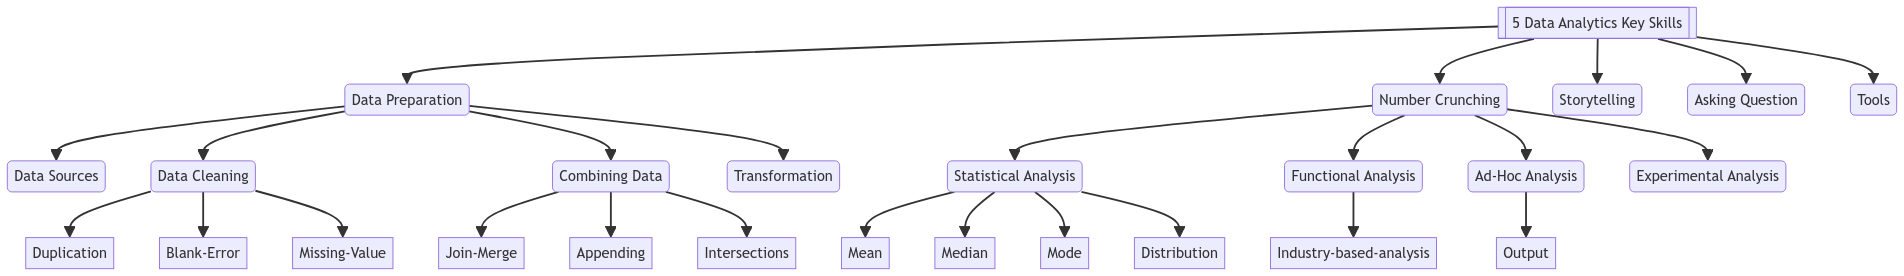 5 Data Analytics Key Skills
Data Preparation
Number Crunching
Storytelling
Asking Question
Tools
Data Sources
Data Cleaning
Combining Data
Transformation
Statistical Analysis
Functional Analysis
Ad-Hoc Analysis
Experimental Analysis
Duplication
Blank-Error
Missing-Value
Join-Merge
Appending
Intersections
Mean
Median
Mode
Distribution
Industry-based-analysis
Output